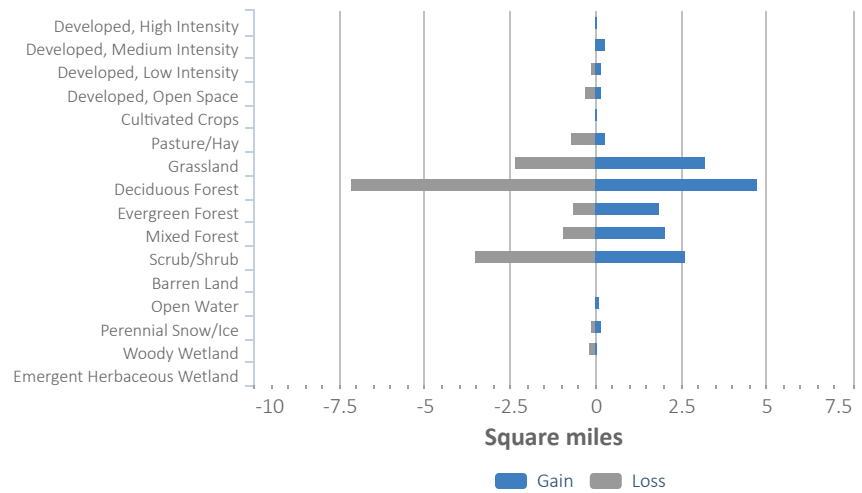 Developed, High Intensity
Developed, Medium Intensity
Developed, Low Intensity
Developed, Open Space
Cultivated Crops
Pasture/Hay
Grassland
Deciduous Forest
Evergreen Forest
Mixed Forest
Scrub/Shrub
Barren Land
Open Water
Perennial Snow/Ice
Woody Wetland
Emergent Herbaceous Wetland
-10 -7.5 -5 -2.5 0 2.5 5 7.5
Square miles
Gain Loss